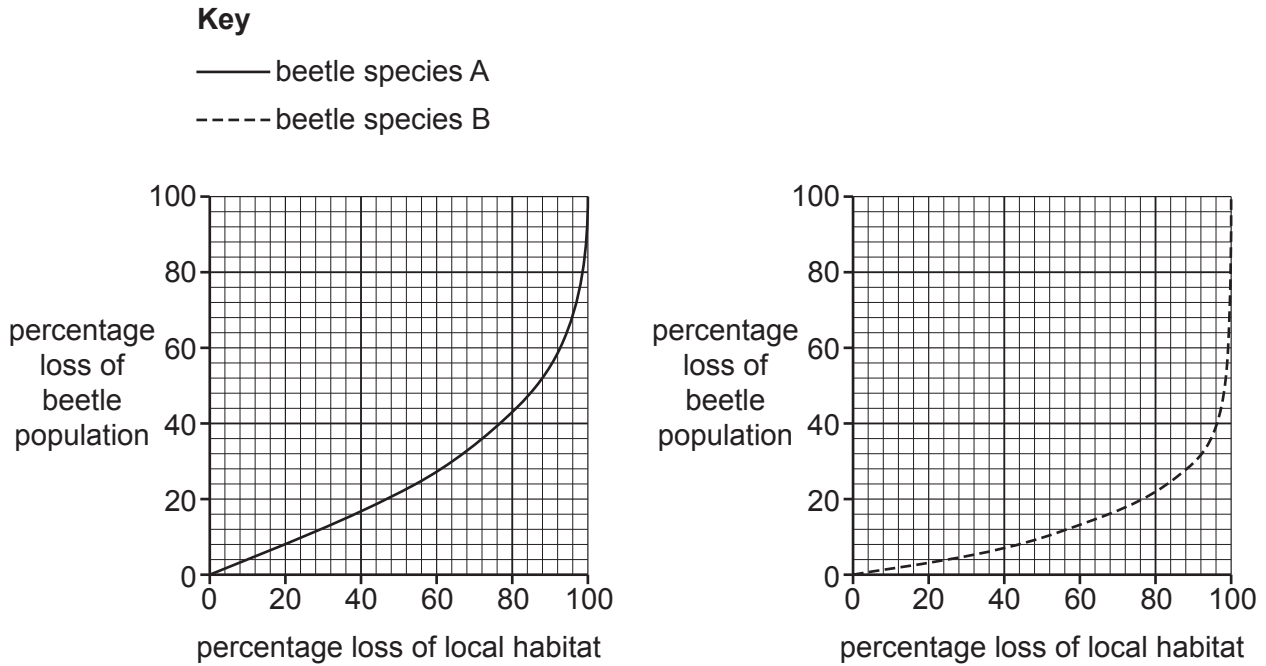 Key
beetle species A
beetle species B
100
80
60
40
20
0
percentage
loss of
beetle
population
0 20 40 60 80 100
percentage loss of local habitat
100
80
60
40
20
0
percentage
loss of
beetle
population
0 20 40 60 80 100
percentage loss of local habitat